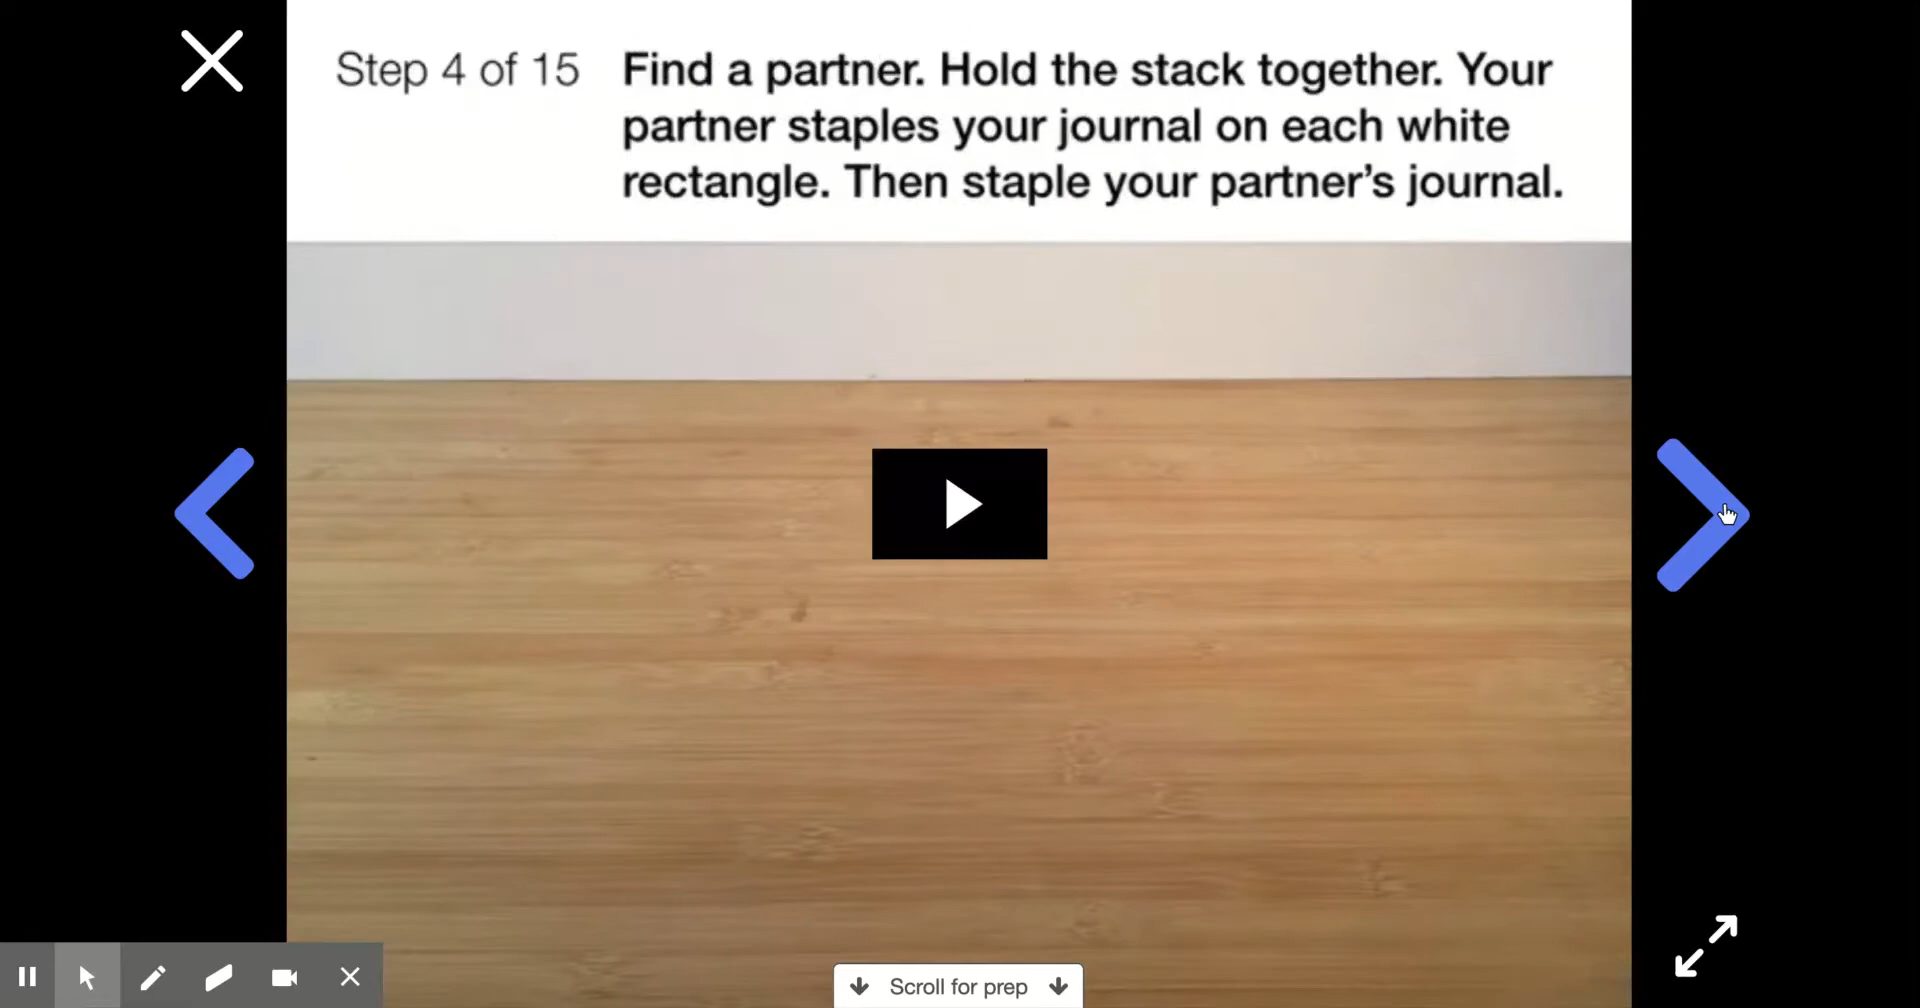 Step 4 of 15
Find a partner. Hold the stack together. Your
partner staples your journal on each white
rectangle. Then staple your partner’s journal.
Scroll for prep